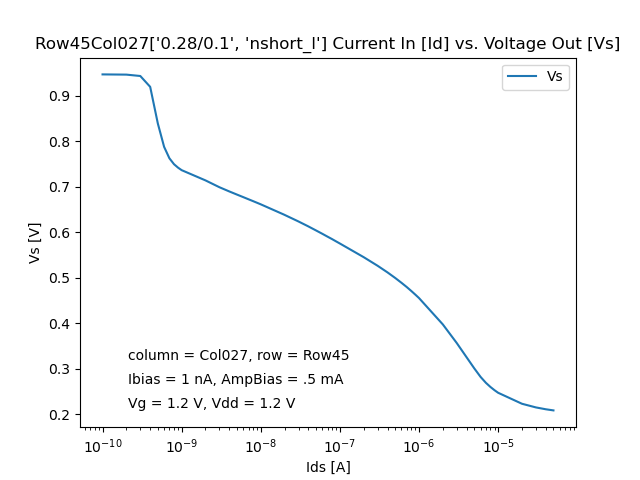 Row45Col027['0.28/0.1', 'nshort_l'] Current In [Id] vs. Voltage Out [Vs]
Vs
0.9
0.8
0.7
0.6
0.5
0.4
0.3
0.2
Vs [V]
column = Col027, row = Row45
Ibias = 1 nA, AmpBias = .5 mA
Vg = 1.2 V, Vdd = 1.2 V
10⁻¹⁰ 10⁻⁹ 10⁻⁸ 10⁻⁷ 10⁻⁶ 10⁻⁵
Ids [A]